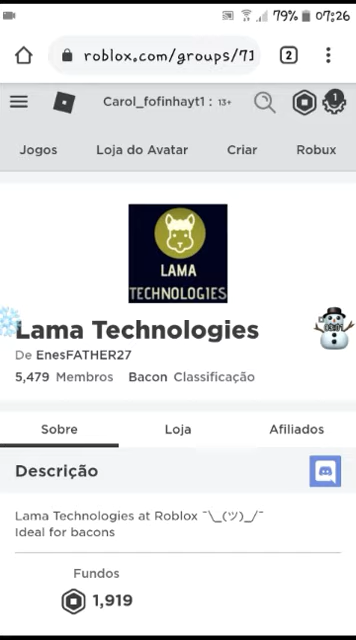 79% 07:26
roblox.com/groups/71
2
Carol_fofinhayt1 : 13+
1
Jogos Loja do Avatar Criar Robux
LAMA
TECHNOLOGIES
Lama Technologies
De EnesFATHER27
5,479 Membros Bacon Classificação
Sobre Loja Afiliados
Descrição
Lama Technologies at Roblox ¯\_(ツ)_/¯
Ideal for bacons
Fundos
1,919